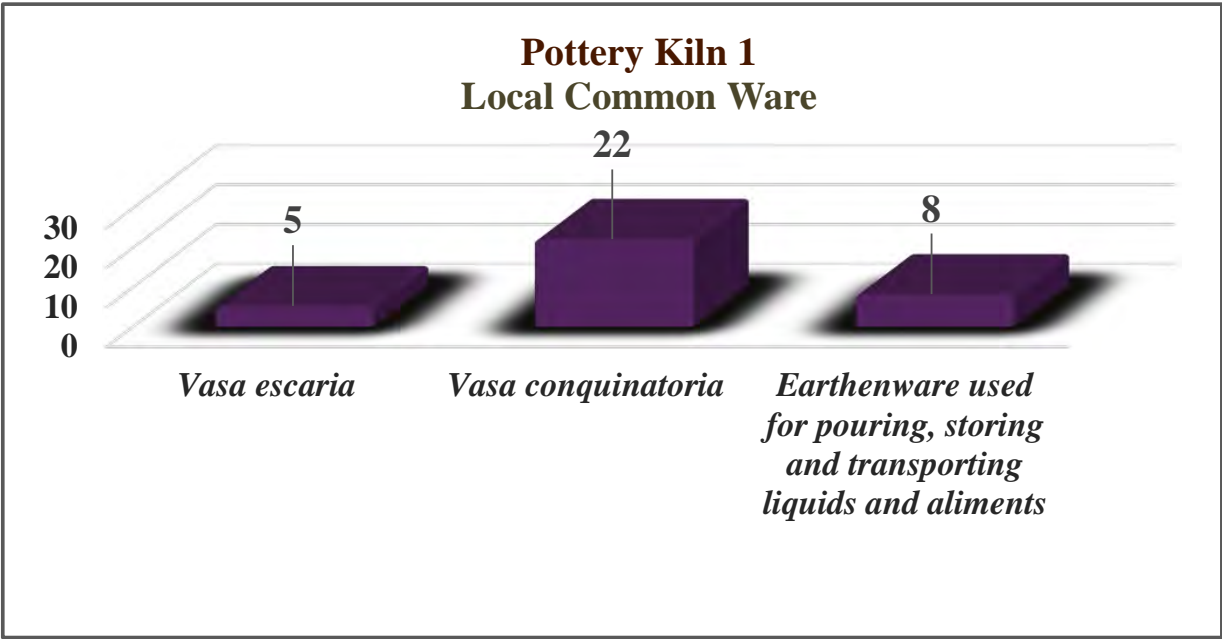 Pottery Kiln 1
Local Common Ware
22
5
8
30
20
10
0
Vasa escaria
Vasa conquinatoria
Earthenware used
for pouring, storing
and transporting
liquids and aliments